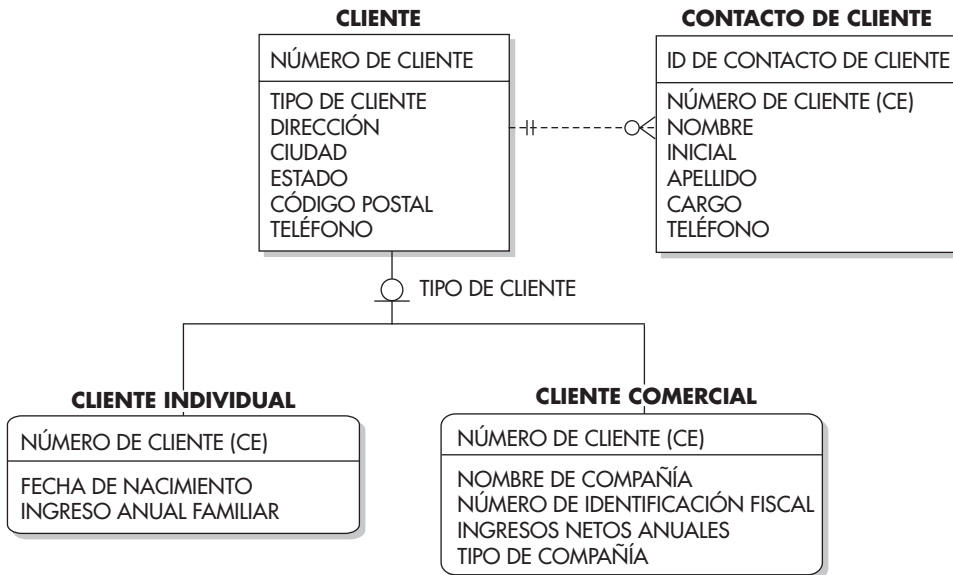 CLIENTE
NÚMERO DE CLIENTE
TIPO DE CLIENTE
DIRECCIÓN
CIUDAD
ESTADO
CÓDIGO POSTAL
TELÉFONO
CONTACTO DE CLIENTE
ID DE CONTACTO DE CLIENTE
NÚMERO DE CLIENTE (CE)
NOMBRE
INICIAL
APELLIDO
CARGO
TELÉFONO
TIPO DE CLIENTE
CLIENTE INDIVIDUAL
NÚMERO DE CLIENTE (CE)
FECHA DE NACIMIENTO
INGRESO ANUAL FAMILIAR
CLIENTE COMERCIAL
NÚMERO DE CLIENTE (CE)
NOMBRE DE COMPAÑÍA
NÚMERO DE IDENTIFICACIÓN FISCAL
INGRESOS NETOS ANUALES
TIPO DE COMPAÑÍA